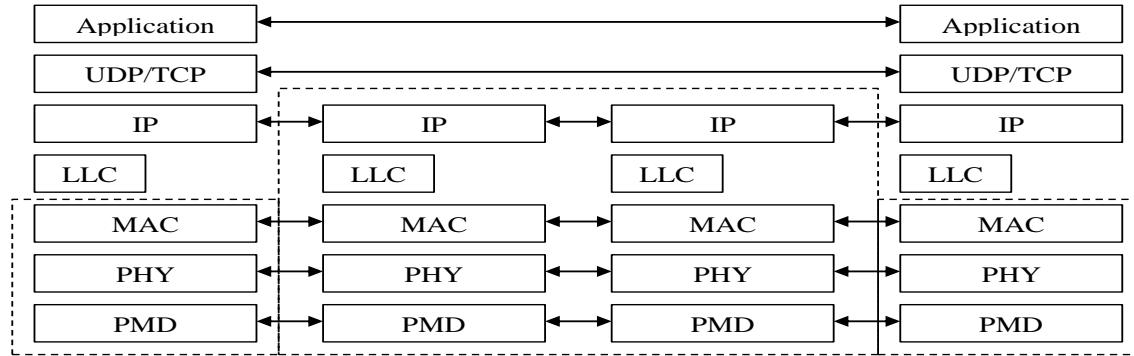 Application Application
UDP/TCP UDP/TCP
IP IP IP IP
LLC LLC LLC LLC
MAC MAC MAC MAC
PHY PHY PHY PHY
PMD PMD PMD PMD